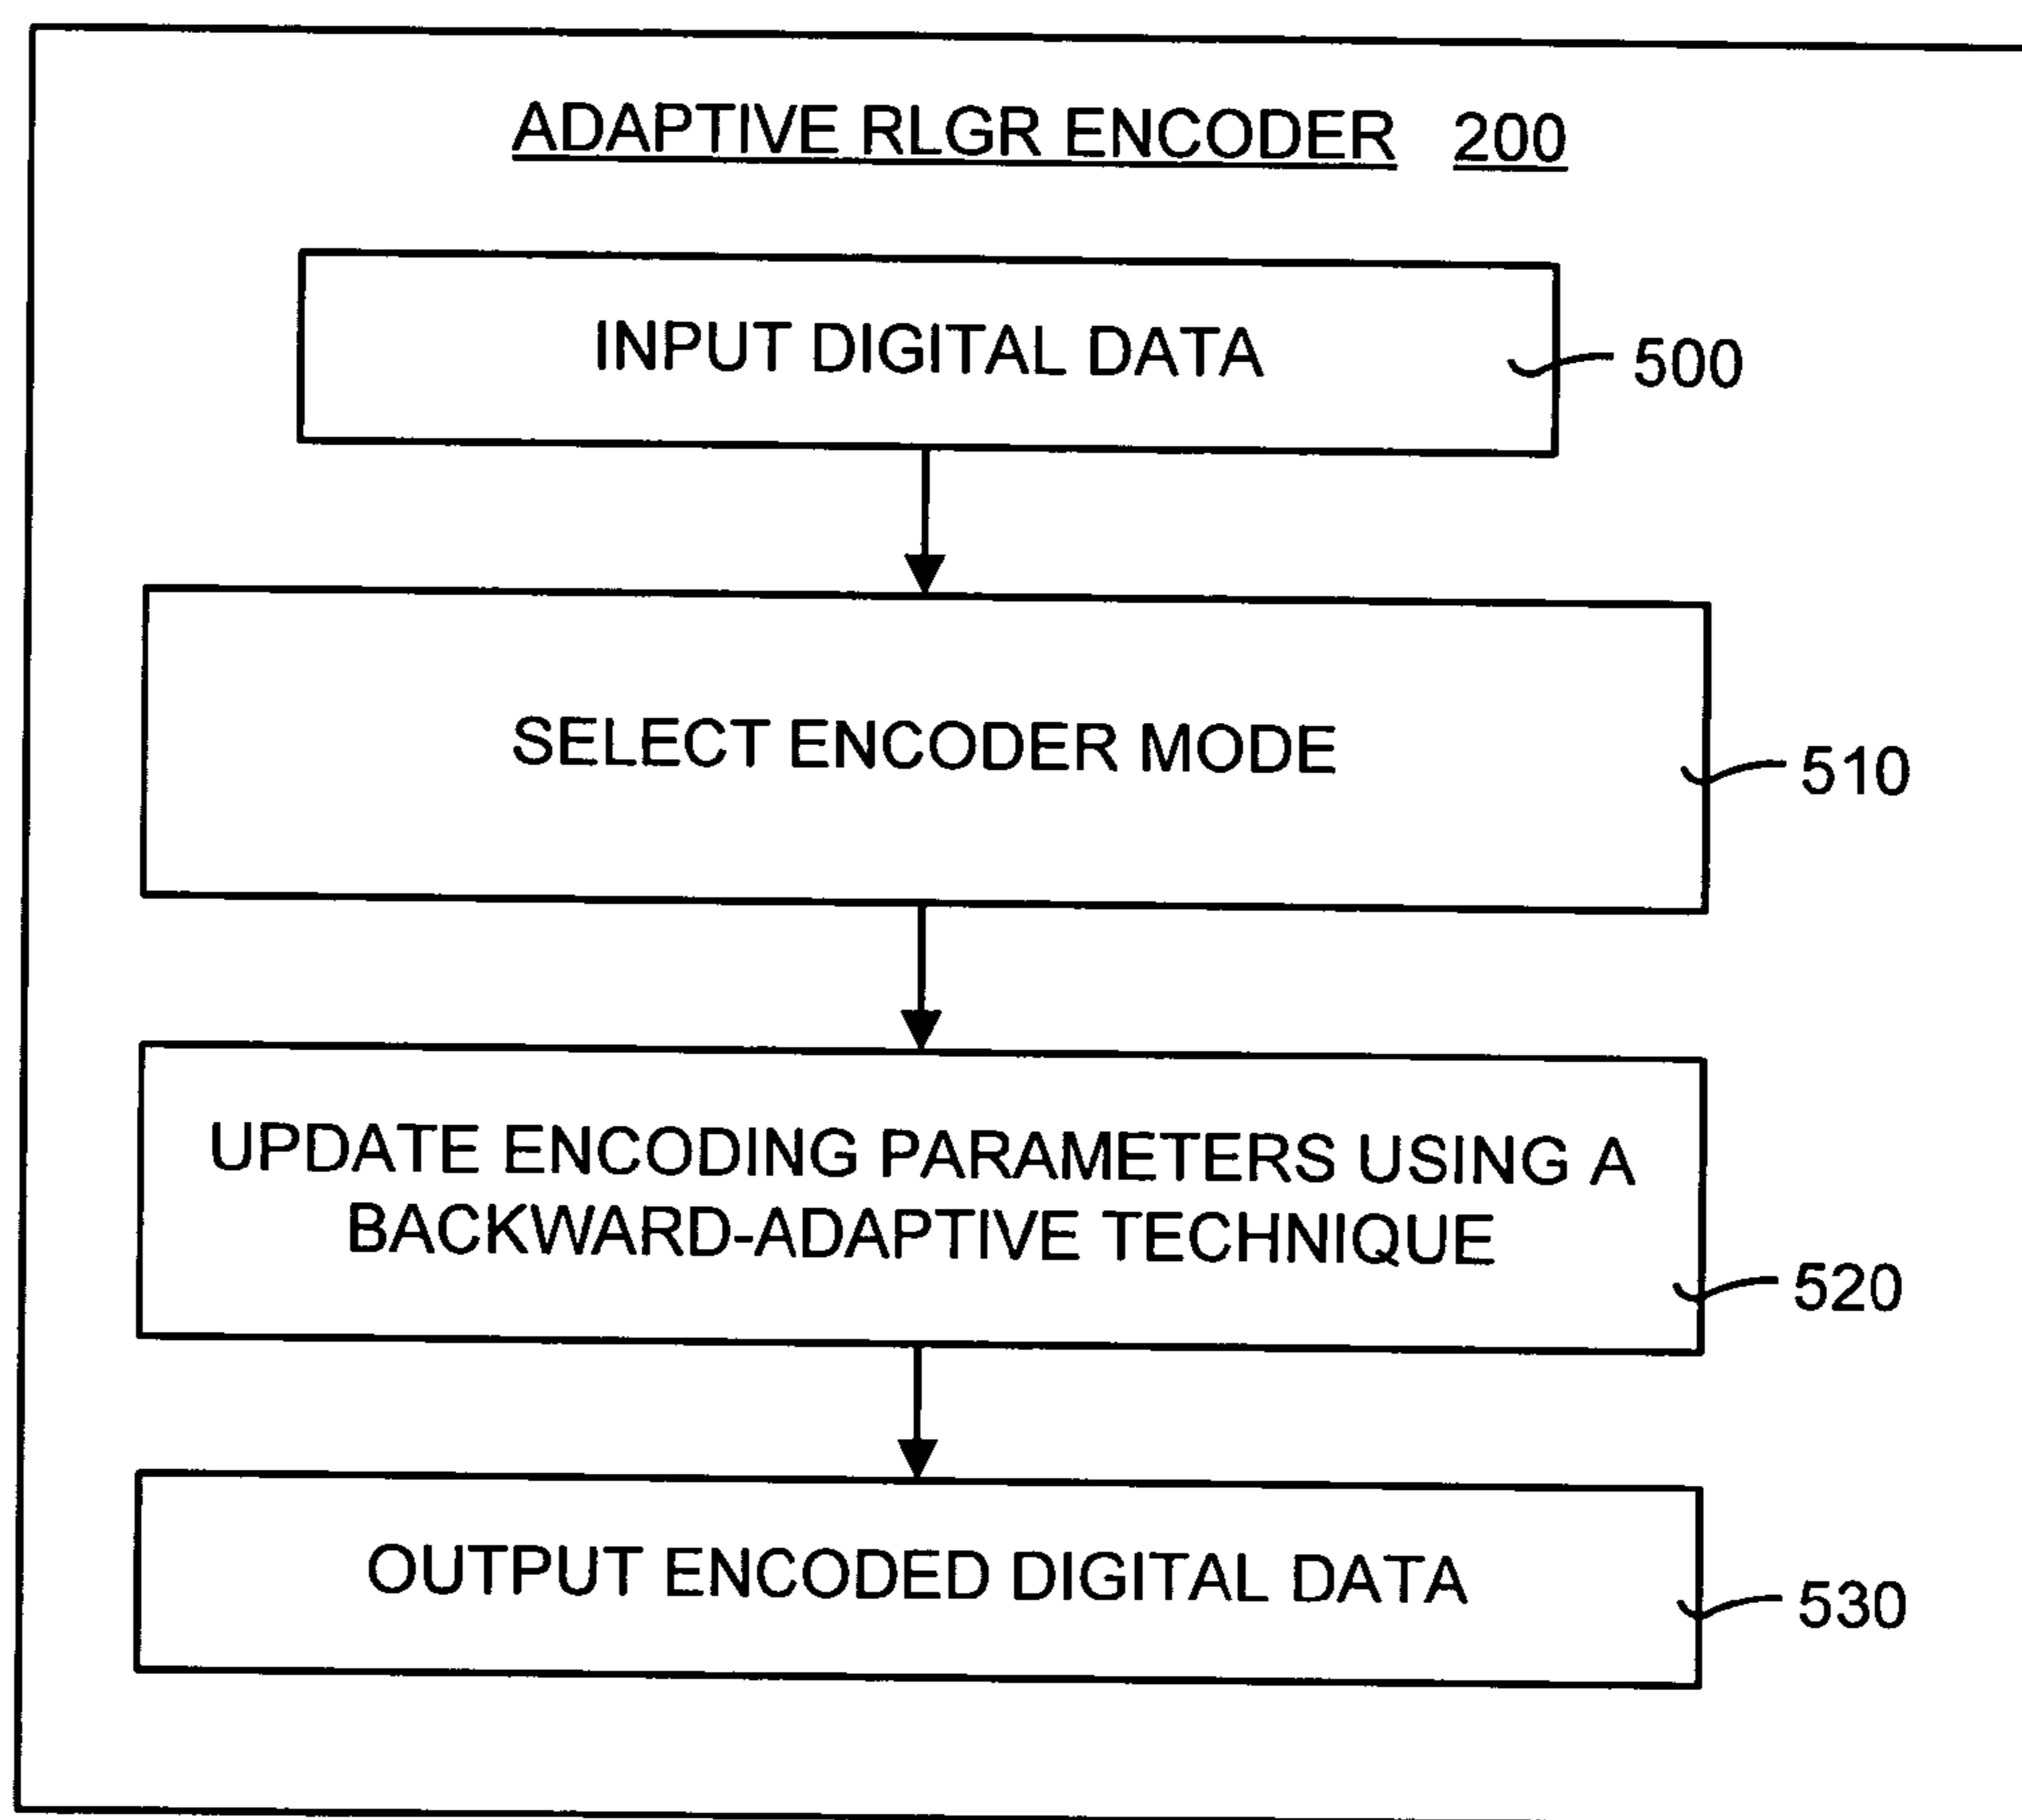 ADAPTIVE RLGR ENCODER 200
INPUT DIGITAL DATA
500
SELECT ENCODER MODE
510
UPDATE ENCODING PARAMETERS USING A
BACKWARD-ADAPTIVE TECHNIQUE
520
OUTPUT ENCODED DIGITAL DATA
530